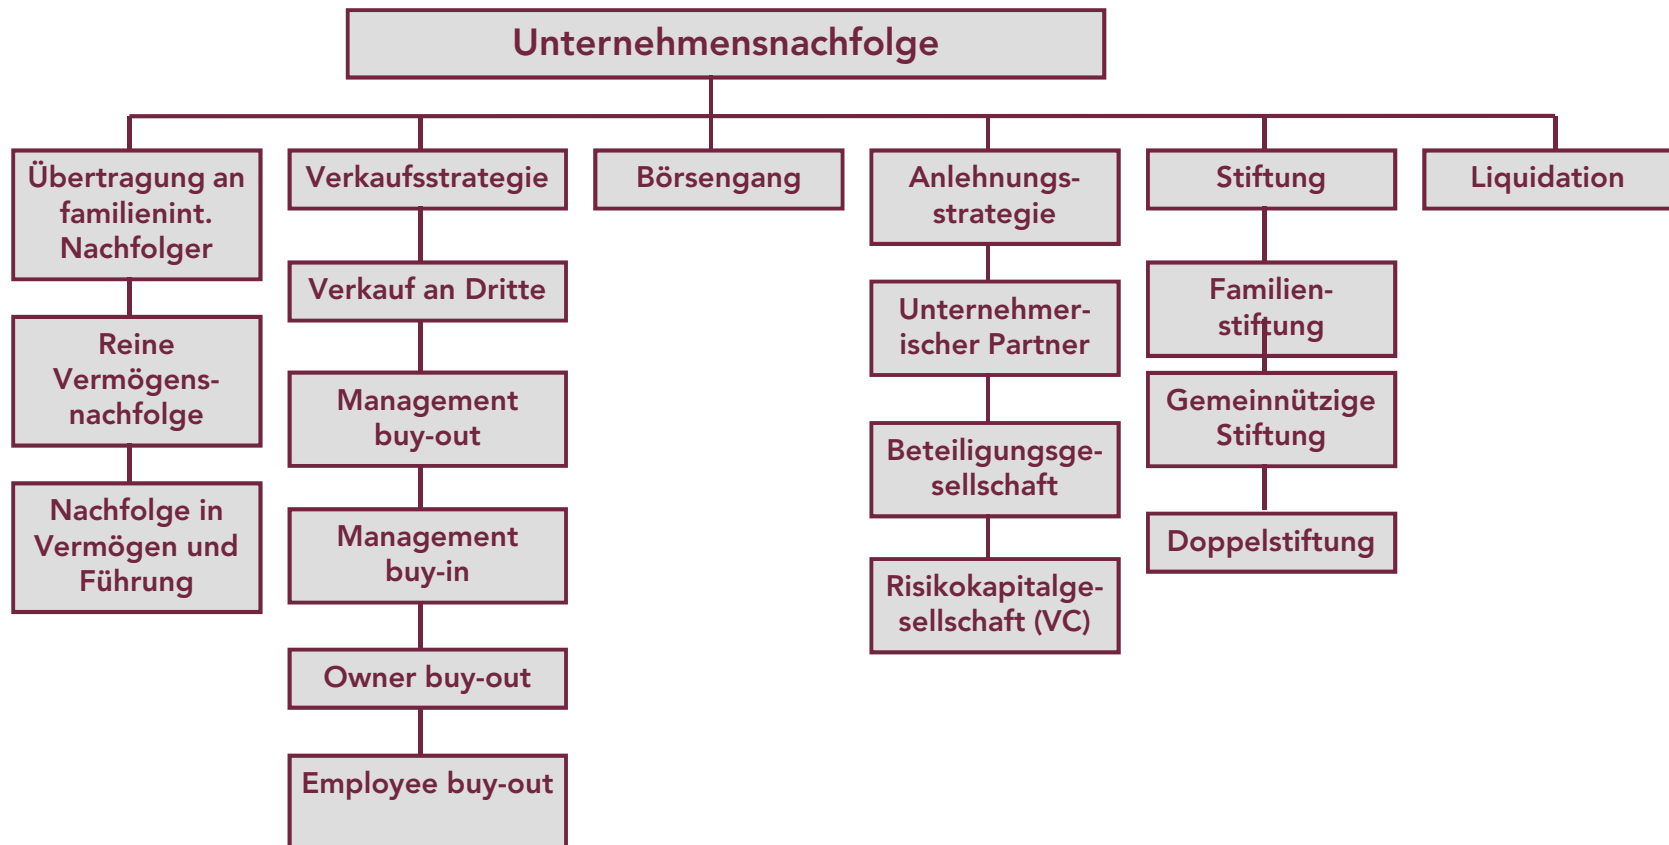 Unternehmensnachfolge
Übertragung an
familienint.
Nachfolger
Reine
Vermögens-
nachfolge
Nachfolge in
Vermögen und
Führung
Verkaufsstrategie
Verkauf an Dritte
Management
buy-out
Management
buy-in
Owner buy-out
Employee buy-out
Börsengang
Anlehnungs-
strategie
Unternehmer-
ischer Partner
Beteiligungsge-
sellschaft
Risikokapitalge-
sellschaft (VC)
Stiftung
Familien-
stiftung
Gemeinnützige
Stiftung
Doppelstiftung
Liquidation